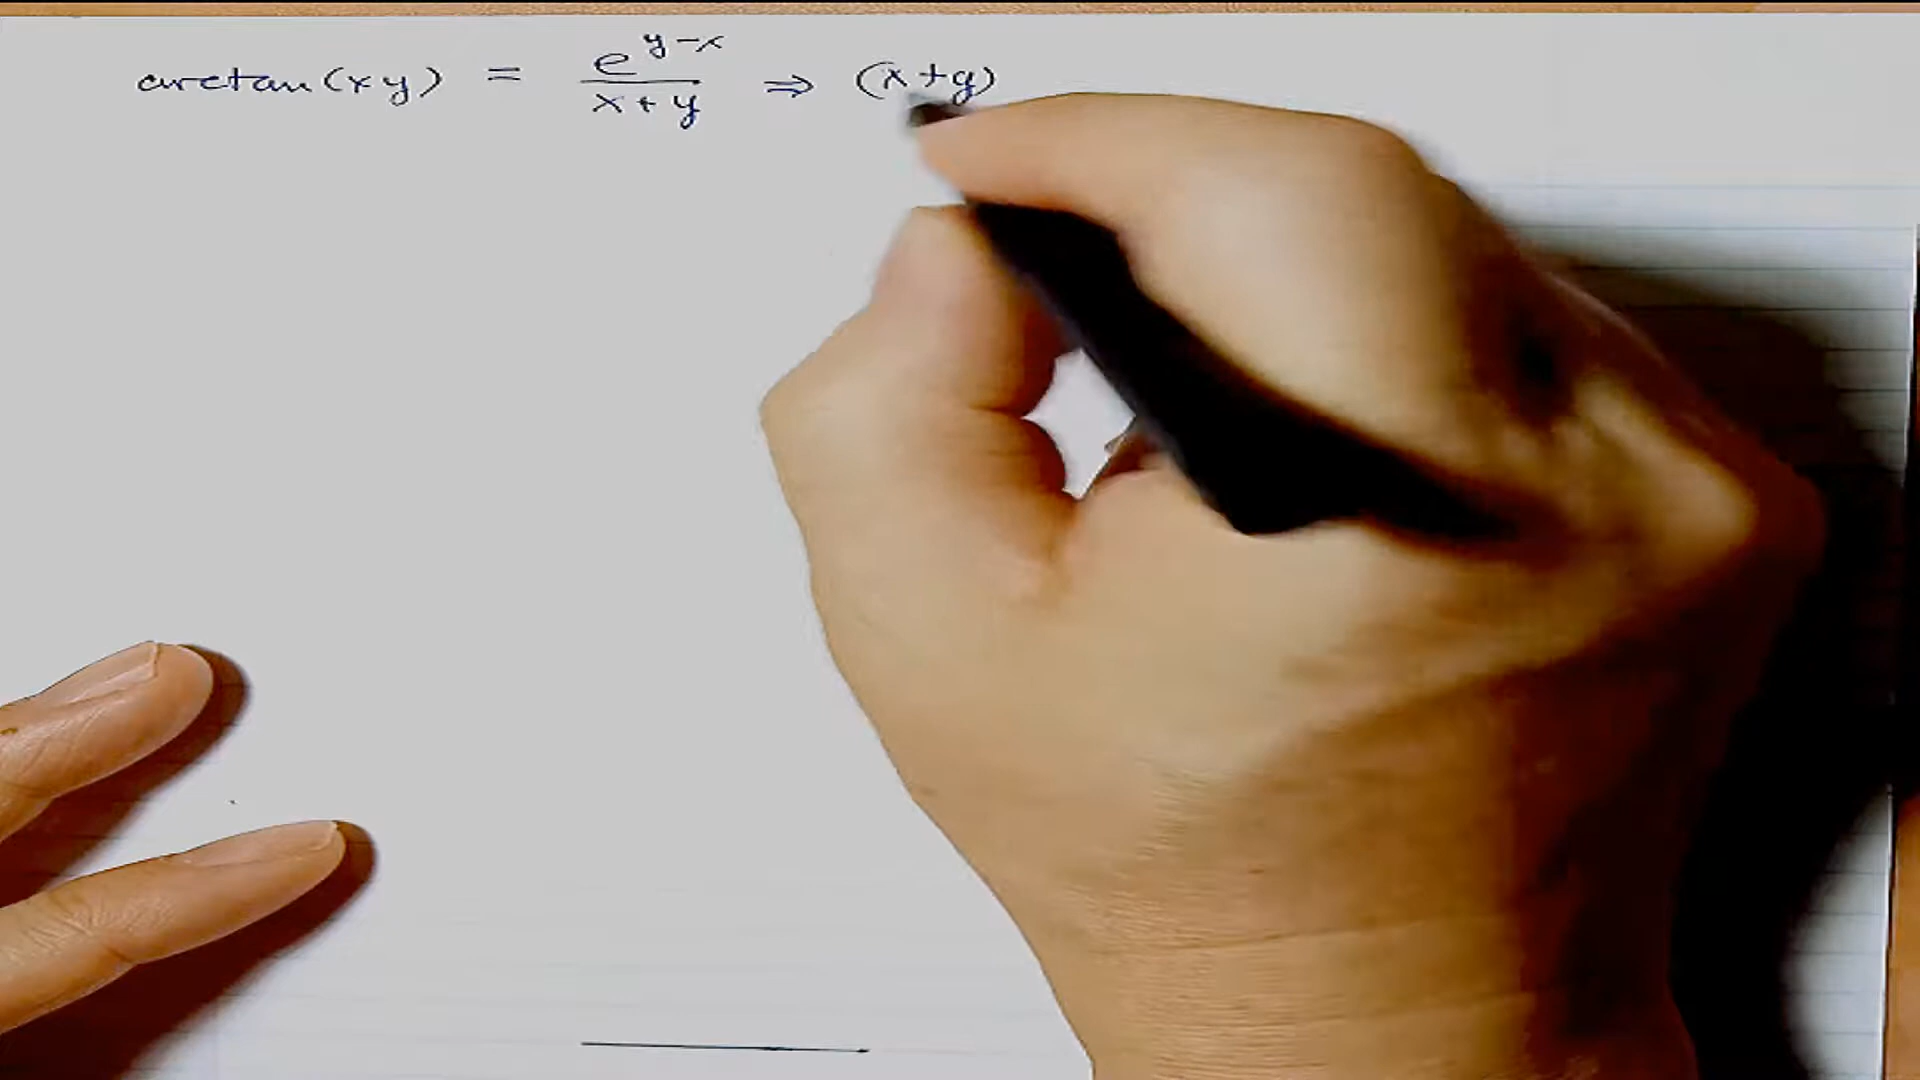 arctan(xy) = e^{y-x} / (x+y) ⇒ (x+y)